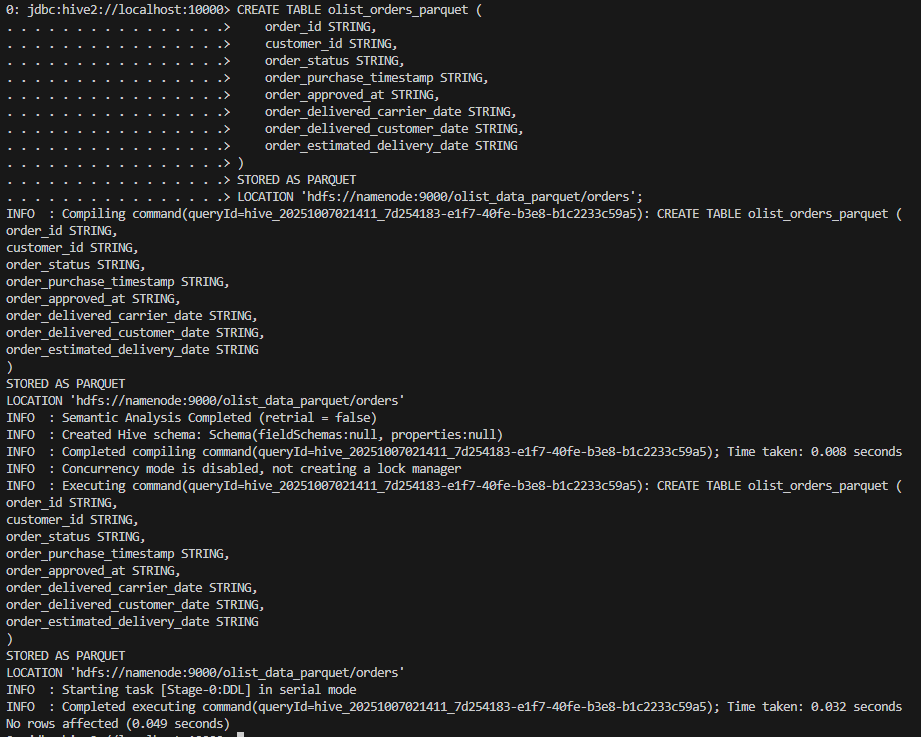 0: jdbc:hive2://localhost:10000> CREATE TABLE olist_orders_parquet (
. . . . . . . . . . . . . . . .>     order_id STRING,
. . . . . . . . . . . . . . . .>     customer_id STRING,
. . . . . . . . . . . . . . . .>     order_status STRING,
. . . . . . . . . . . . . . . .>     order_purchase_timestamp STRING,
. . . . . . . . . . . . . . . .>     order_approved_at STRING,
. . . . . . . . . . . . . . . .>     order_delivered_carrier_date STRING,
. . . . . . . . . . . . . . . .>     order_delivered_customer_date STRING,
. . . . . . . . . . . . . . . .>     order_estimated_delivery_date STRING
. . . . . . . . . . . . . . . .> )
. . . . . . . . . . . . . . . .> STORED AS PARQUET
. . . . . . . . . . . . . . . .> LOCATION 'hdfs://namenode:9000/olist_data_parquet/orders';
INFO  : Compiling command(queryId=hive_20251007021411_7d254183-e1f7-40fe-b3e8-b1c2233c59a5): CREATE TABLE olist_orders_parquet (
order_id STRING,
customer_id STRING,
order_status STRING,
order_purchase_timestamp STRING,
order_approved_at STRING,
order_delivered_carrier_date STRING,
order_delivered_customer_date STRING,
order_estimated_delivery_date STRING
)
STORED AS PARQUET
LOCATION 'hdfs://namenode:9000/olist_data_parquet/orders'
INFO  : Semantic Analysis Completed (retrial = false)
INFO  : Created Hive schema: Schema(fieldSchemas:null, properties:null)
INFO  : Completed compiling command(queryId=hive_20251007021411_7d254183-e1f7-40fe-b3e8-b1c2233c59a5); Time taken: 0.008 seconds
INFO  : Concurrency mode is disabled, not creating a lock manager
INFO  : Executing command(queryId=hive_20251007021411_7d254183-e1f7-40fe-b3e8-b1c2233c59a5): CREATE TABLE olist_orders_parquet (
order_id STRING,
customer_id STRING,
order_status STRING,
order_purchase_timestamp STRING,
order_approved_at STRING,
order_delivered_carrier_date STRING,
order_delivered_customer_date STRING,
order_estimated_delivery_date STRING
)
STORED AS PARQUET
LOCATION 'hdfs://namenode:9000/olist_data_parquet/orders'
INFO  : Starting task [Stage-0:DDL] in serial mode
INFO  : Completed executing command(queryId=hive_20251007021411_7d254183-e1f7-40fe-b3e8-b1c2233c59a5); Time taken: 0.032 seconds
No rows affected (0.049 seconds)